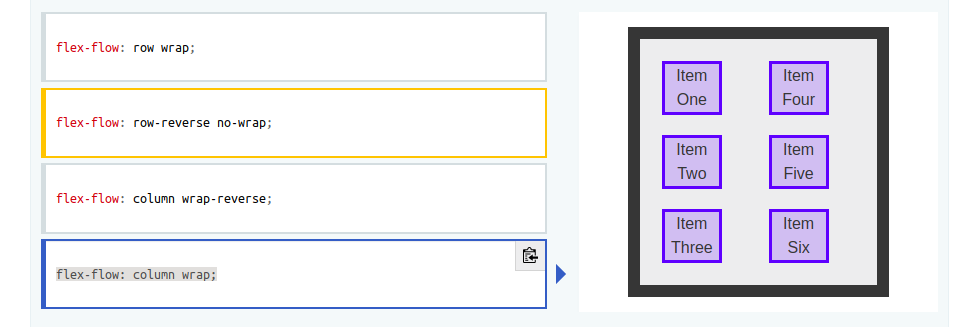 flex-flow: row wrap;
flex-flow: row-reverse no-wrap;
flex-flow: column wrap-reverse;
flex-flow: column wrap;
Item
One
Item
Two
Item
Three
Item
Four
Item
Five
Item
Six